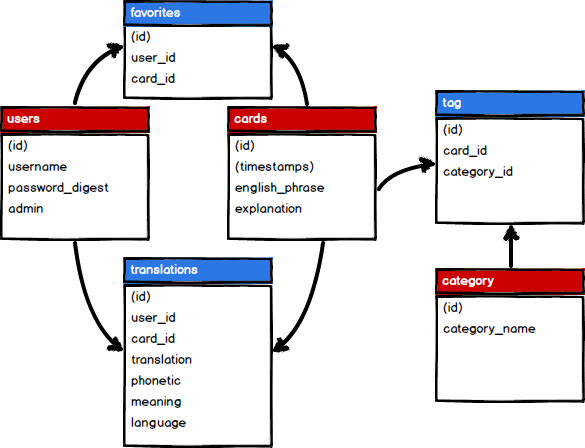 favorites
(id)
user_id
card_id
users
(id)
username
password_digest
admin
cards
(id)
(timestamps)
english_phrase
explanation
tag
(id)
card_id
category_id
translations
(id)
user_id
card_id
translation
phonetic
meaning
language
category
(id)
category_name